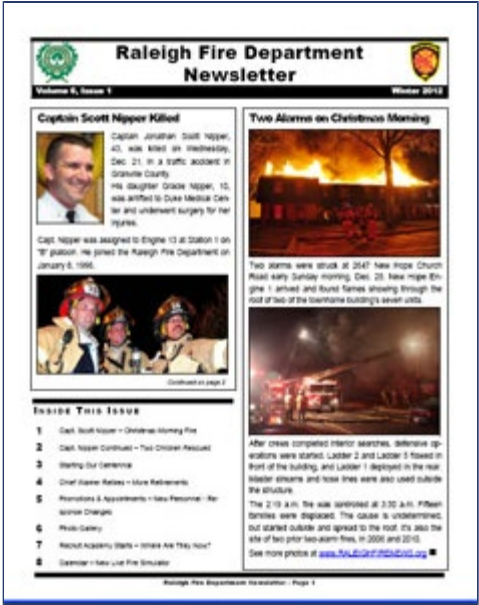 Raleigh Fire Department
Newsletter
Volume 6, Issue 1
Winter 2012
Captain Scott Nipper Killed
Captain Jonathan Scott Nipper,
43, was killed on Wednesday,
Dec. 21, in a traffic accident in
Granville County.
His daughter Gracie Nipper, 10,
was airlifted to Duke Medical Cen-
ter and underwent surgery for her
injuries.
Capt. Nipper was assigned to Engine 13 at Station 1 on
"B" platoon. He joined the Raleigh Fire Department on
January 8, 1996.
Continued on page 2
INSIDE THIS ISSUE
1 Capt. Scott Nipper ~ Christmas Morning Fire
2 Capt. Nipper Continued ~ Two Children Rescued
3 Starting Our Centennial
4 Chief Walker Retires ~ More Retirements
5 Promotions & Appointments ~ New Personnel · Re-
sponse Changes
6 Photo Gallery
7 Recruit Academy Starts ~ Where Are They Now?
8 Calendar ~ New Live Fire Simulator
Two Alarms on Christmas Morning
Two alarms were struck at 2647 New Hope Church
Road early Sunday morning, Dec. 25. New Hope En-
gine 1 arrived and found flames showing through the
roof of two of the townhome building's seven units.
After crews completed interior searches, defensive op-
erations were started. Ladder 2 and Ladder 5 flowed in
front of the building, and Ladder 1 deployed in the rear.
Master streams and hose lines were also used outside
the structure.
The 2:19 a.m. fire was controlled at 3:30 a.m. Fifteen
families were displaced. The cause is undetermined,
but started outside and spread to the roof. It's also the
site of two prior two-alarm fires, in 2006 and 2010.
See more photos at www.RALEIGHFIRENEWS.org
Raleigh Fire Department Newsletter - Page 1